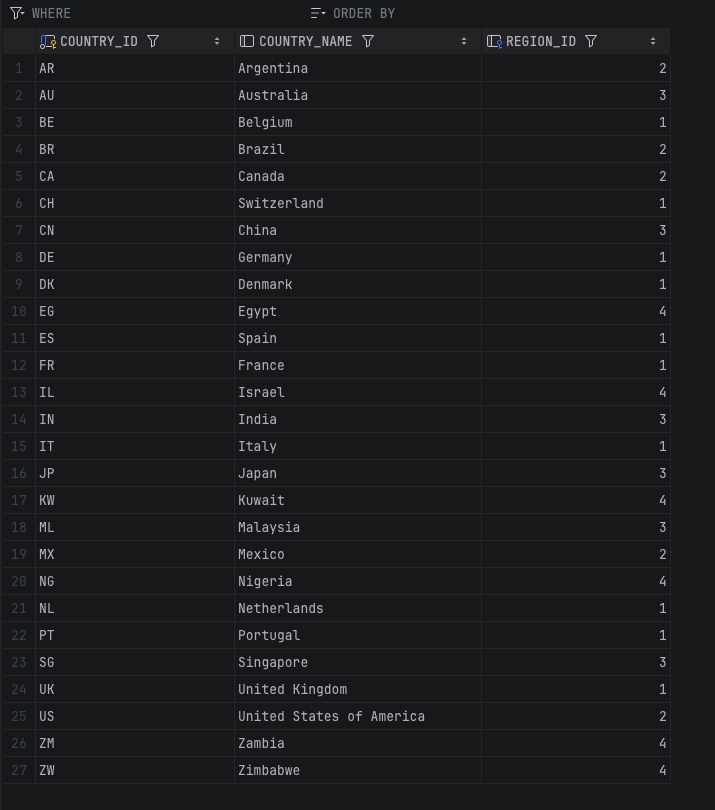 WHERE ORDER BY
COUNTRY_ID COUNTRY_NAME REGION_ID
1 AR Argentina 2
2 AU Australia 3
3 BE Belgium 1
4 BR Brazil 2
5 CA Canada 2
6 CH Switzerland 1
7 CN China 3
8 DE Germany 1
9 DK Denmark 1
10 EG Egypt 4
11 ES Spain 1
12 FR France 1
13 IL Israel 4
14 IN India 3
15 IT Italy 1
16 JP Japan 3
17 KW Kuwait 4
18 ML Malaysia 3
19 MX Mexico 2
20 NG Nigeria 4
21 NL Netherlands 1
22 PT Portugal 1
23 SG Singapore 3
24 UK United Kingdom 1
25 US United States of America 2
26 ZM Zambia 4
27 ZW Zimbabwe 4